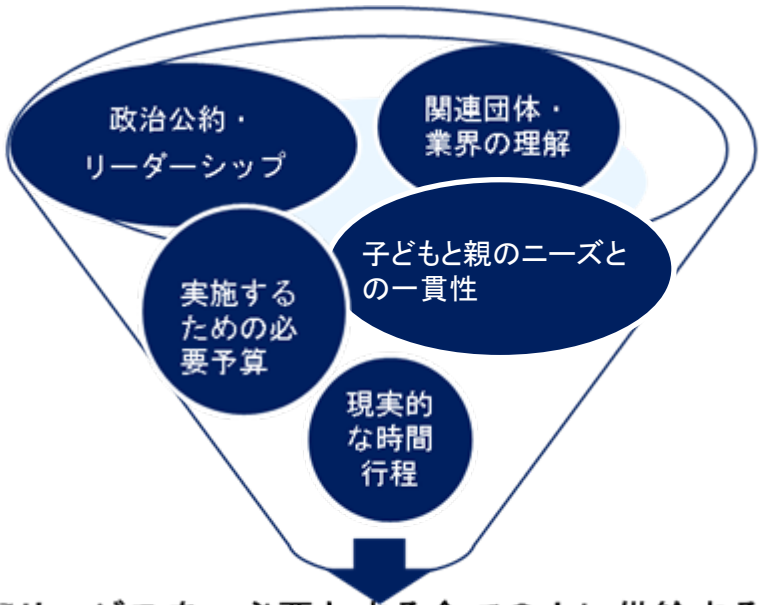 政治公約・
リーダーシップ
関連団体・
業界の理解
子どもと親のニーズと
の一貫性
実施する
ための必
要予算
現実的
な時間
行程